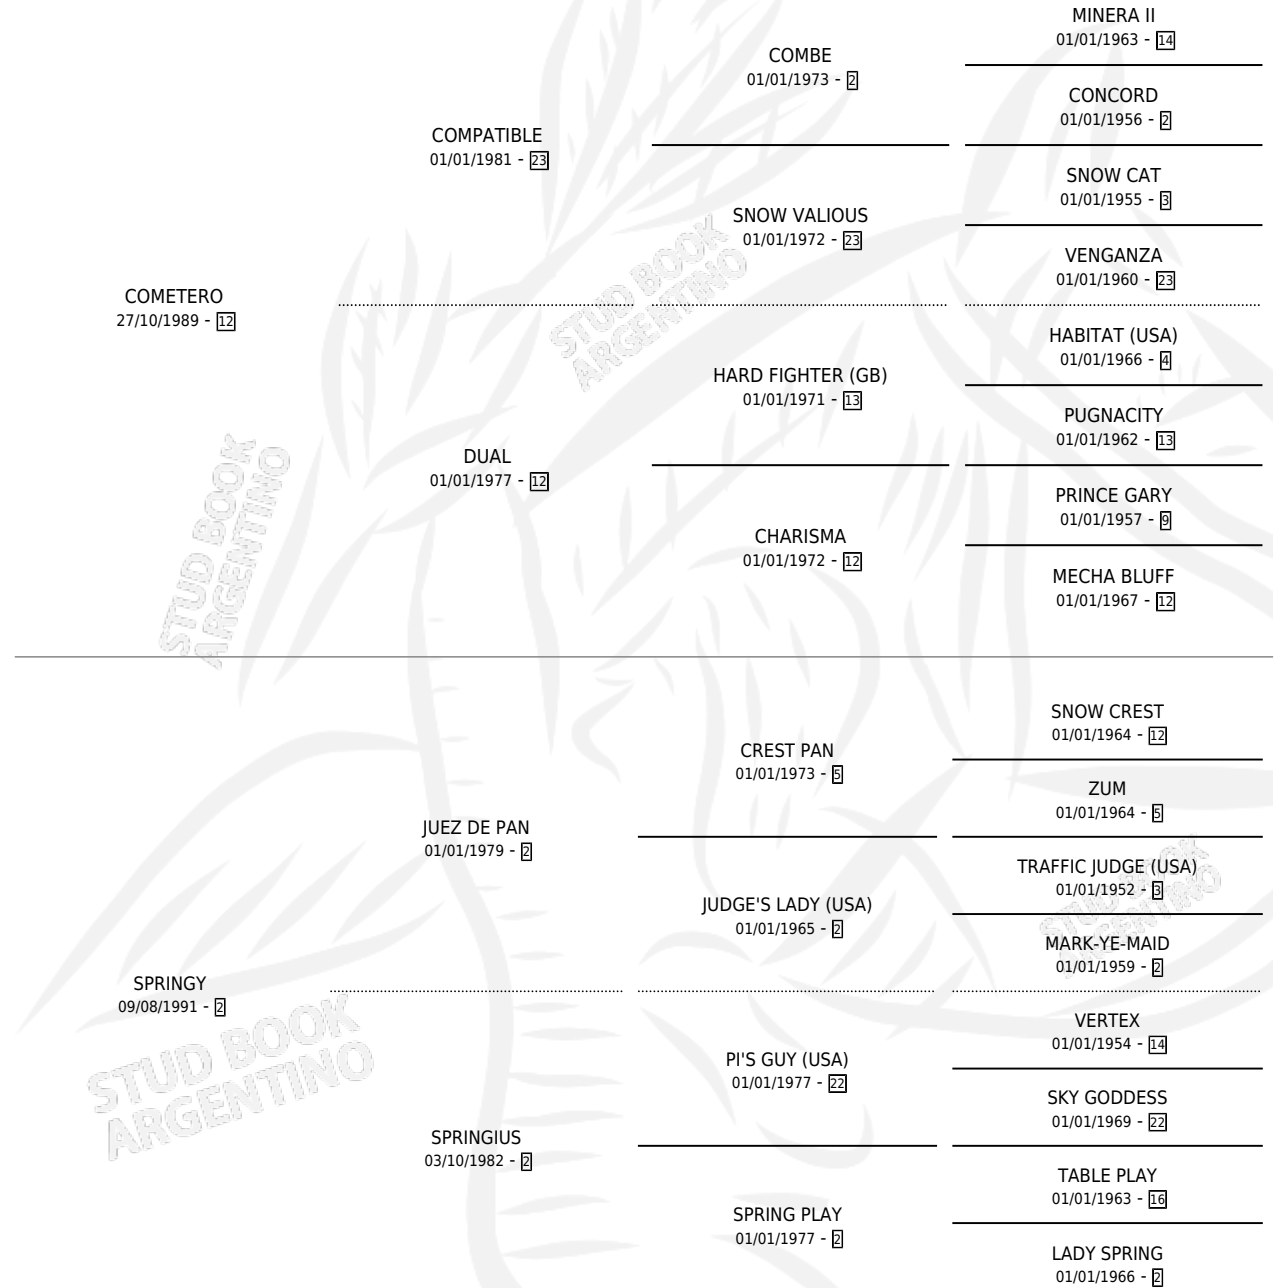 MINERA II
01/01/1963 - 14
COMBE
01/01/1973 - 2
CONCORD
01/01/1956 - 2
COMPATIBLE
01/01/1981 - 23
SNOW CAT
01/01/1955 - 3
SNOW VALIOUS
01/01/1972 - 23
VENGANZA
01/01/1960 - 23
COMETERO
27/10/1989 - 12
STUD BOOK
ARGENTINO
HABITAT (USA)
01/01/1966 - 4
HARD FIGHTER (GB)
01/01/1971 - 13
PUGNACITY
01/01/1962 - 13
DUAL
01/01/1977 - 12
PRINCE GARY
01/01/1957 - 9
CHARISMA
01/01/1972 - 12
MECHA BLUFF
01/01/1967 - 12
STUD BOOK
ARGENTINO
SNOW CREST
01/01/1964 - 12
CREST PAN
01/01/1973 - 5
ZUM
01/01/1964 - 5
JUEZ DE PAN
01/01/1979 - 2
TRAFFIC JUDGE (USA)
01/01/1952 - 3
JUDGE'S LADY (USA)
01/01/1965 - 2
STUD BOOK
ARGENTINO
MARK-YE-MAID
01/01/1959 - 2
SPRINGY
09/08/1991 - 2
STUD BOOK
ARGENTINO
VERTEX
01/01/1954 - 14
PI'S GUY (USA)
01/01/1977 - 22
SKY GODDESS
01/01/1969 - 22
SPRINGIUS
03/10/1982 - 2
TABLE PLAY
01/01/1963 - 16
SPRING PLAY
01/01/1977 - 2
LADY SPRING
01/01/1966 - 2